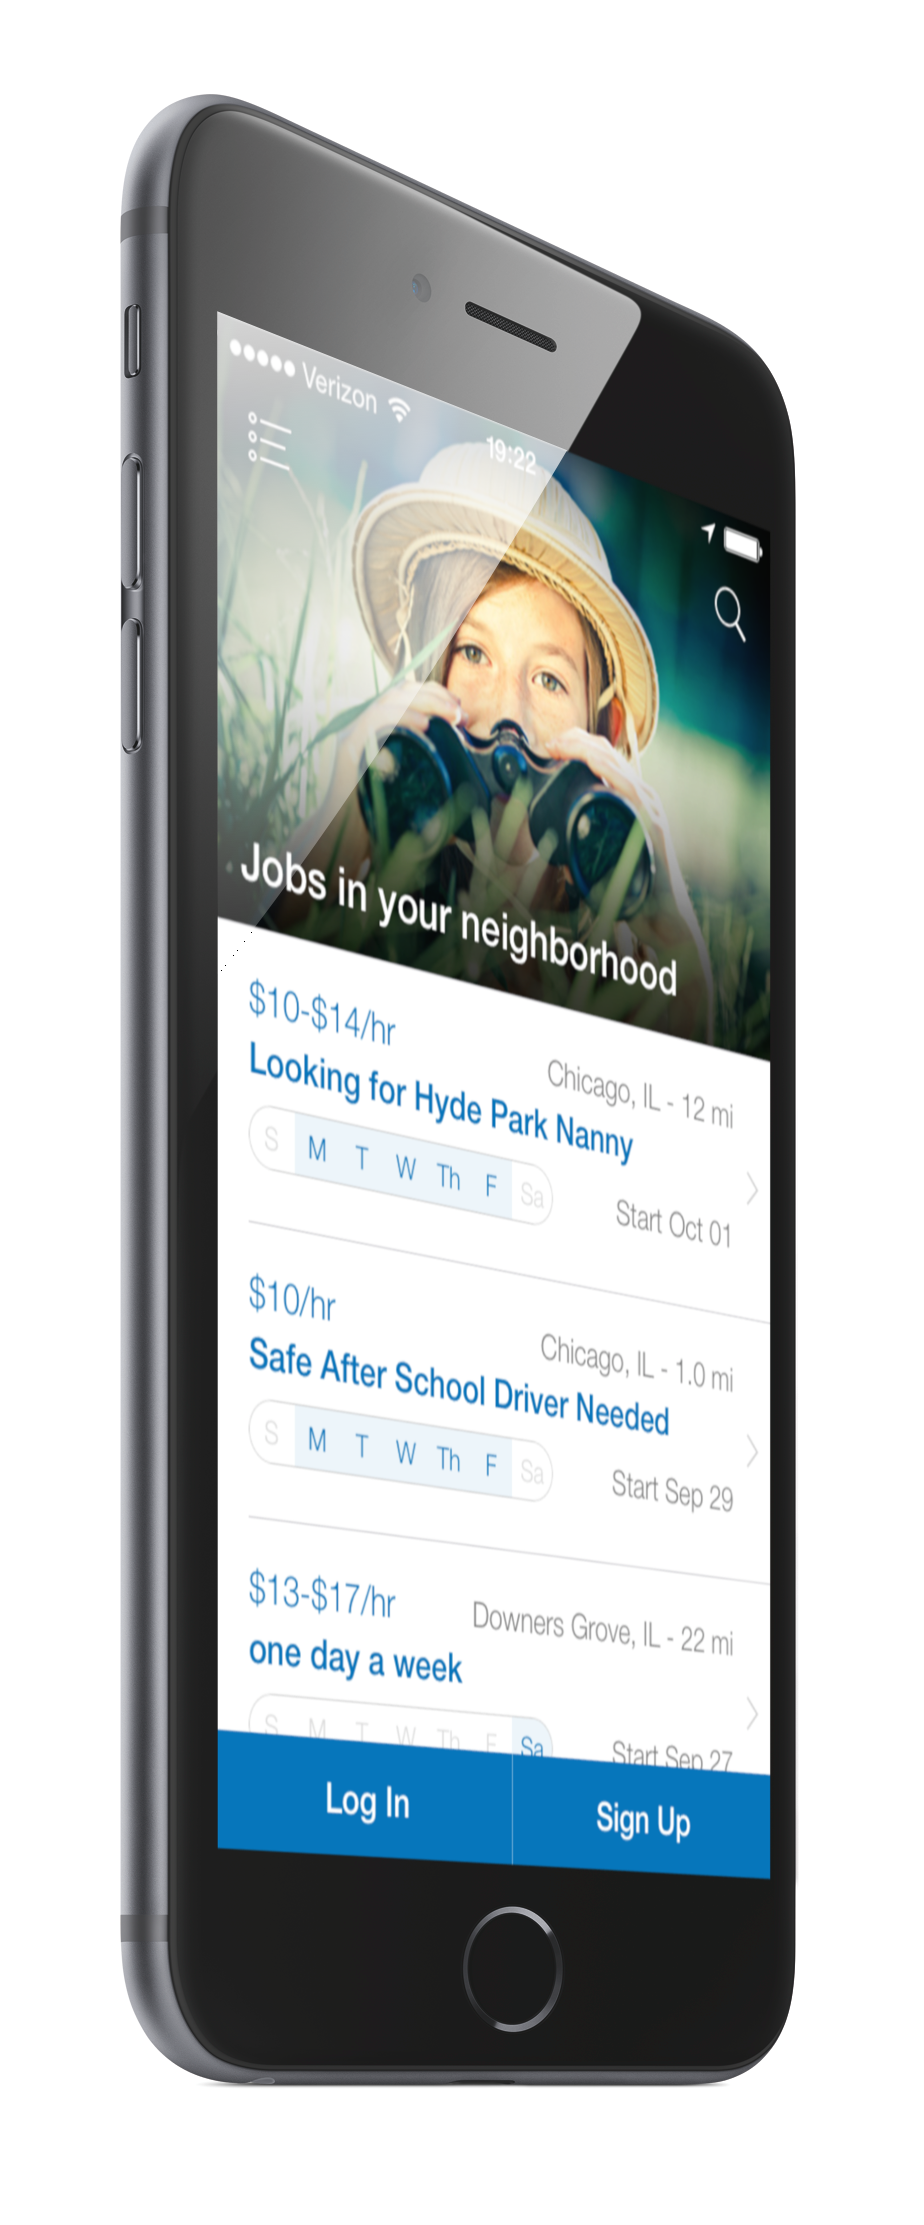 Verizon
19:22
Jobs in your neighborhood
$10-$14/hr
Chicago, IL - 12 mi
Looking for Hyde Park Nanny
S M T W Th F Sa
Start Oct 01
$10/hr
Chicago, IL - 1.0 mi
Safe After School Driver Needed
S M T W Th F Sa
Start Sep 29
$13-$17/hr
Downers Grove, IL - 22 mi
one day a week
S M T W Th F Sa
Start Sep 27
Log In
Sign Up